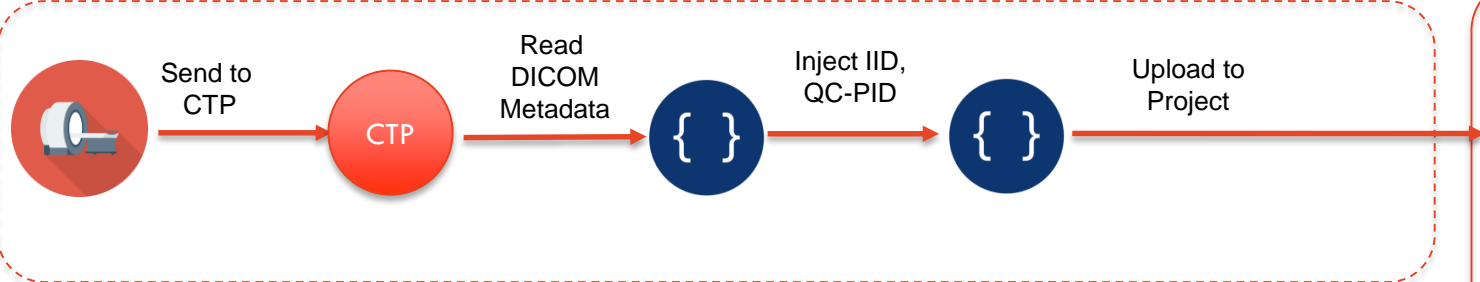 Send to
CTP
CTP
Read
DICOM
Metadata
{ }
Inject IID,
QC-PID
{ }
Upload to
Project